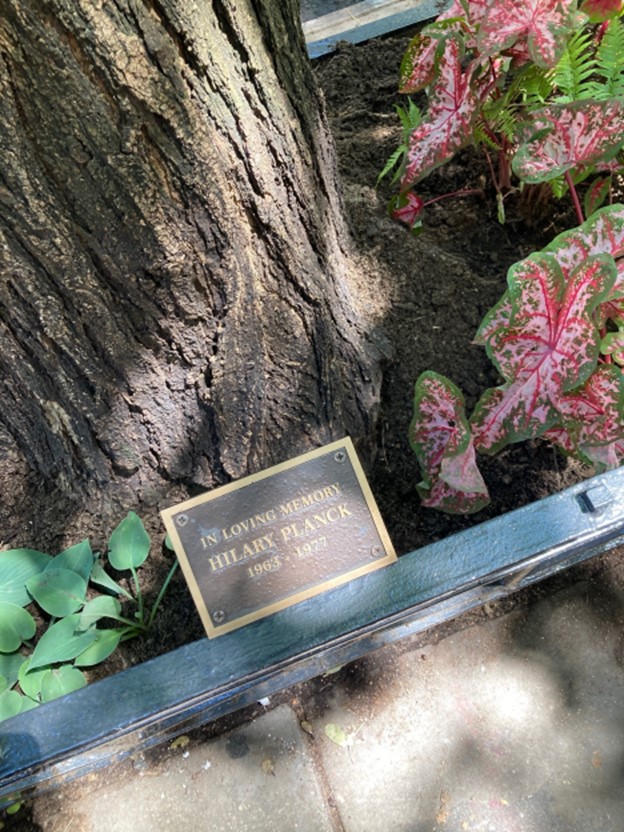 IN LOVING MEMORY
HILARY PLANCK
1963 - 1977